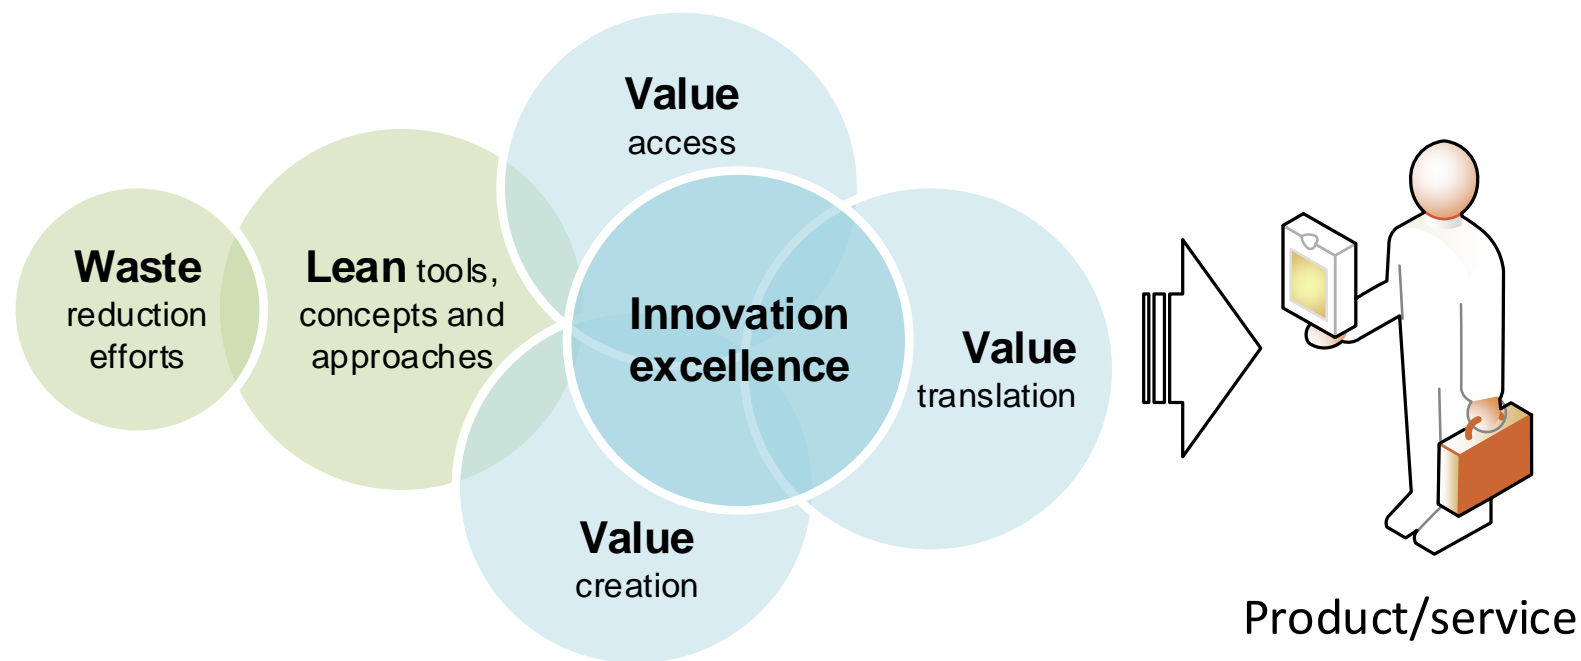 Value
access
Waste
reduction
efforts
Lean tools,
concepts and
approaches
Innovation
excellence
Value
translation
Value
creation
Product/service